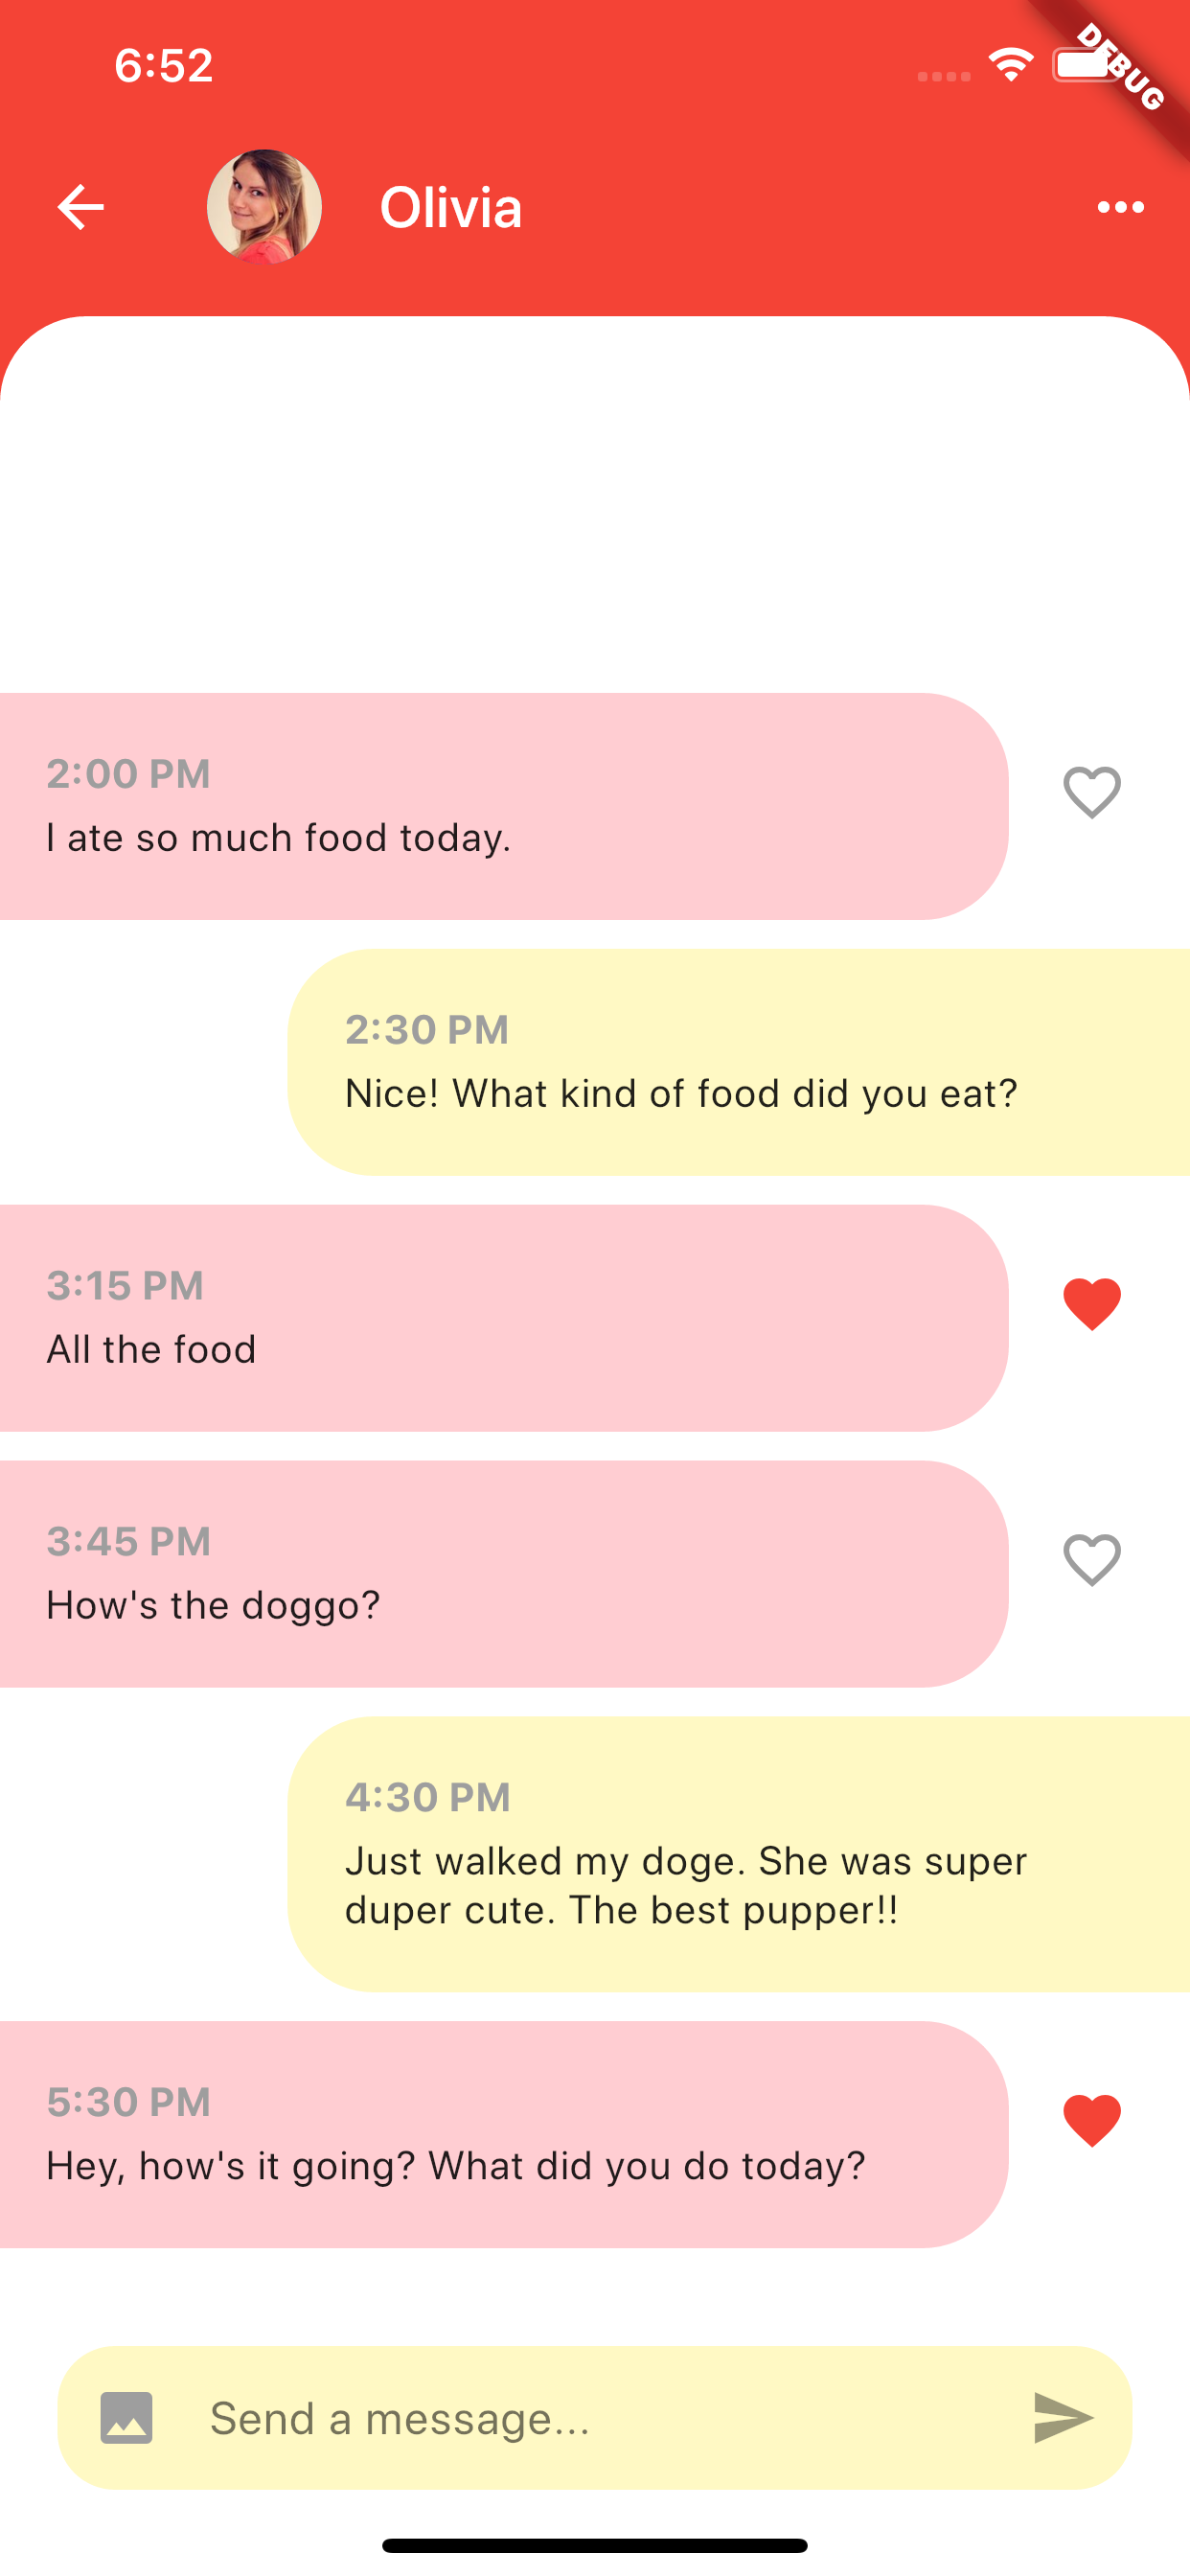 6:52
DEBUG
Olivia
2:00 PM
I ate so much food today.
2:30 PM
Nice! What kind of food did you eat?
3:15 PM
All the food
3:45 PM
How's the doggo?
4:30 PM
Just walked my doge. She was super
duper cute. The best pupper!!
5:30 PM
Hey, how's it going? What did you do today?
Send a message...